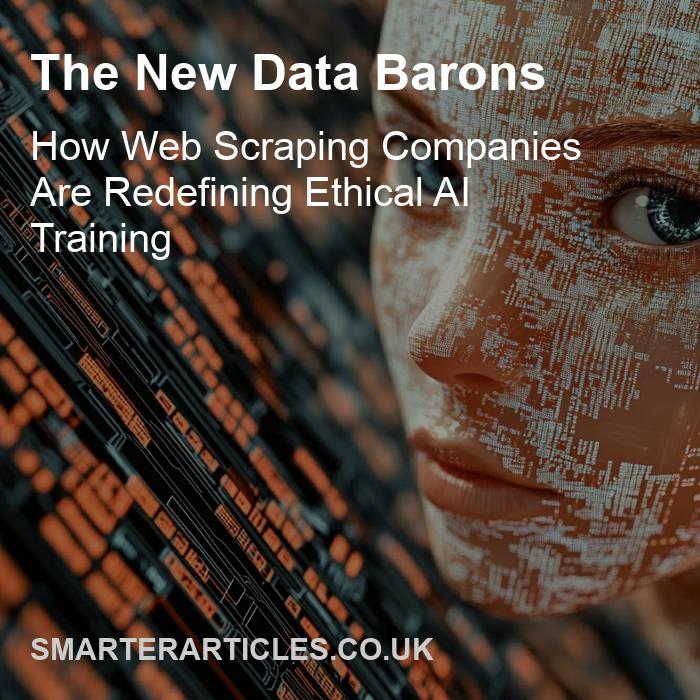 The New Data Barons
How Web Scraping Companies
Are Redefining Ethical AI
Training
SMARTERARTICLES.CO.UK